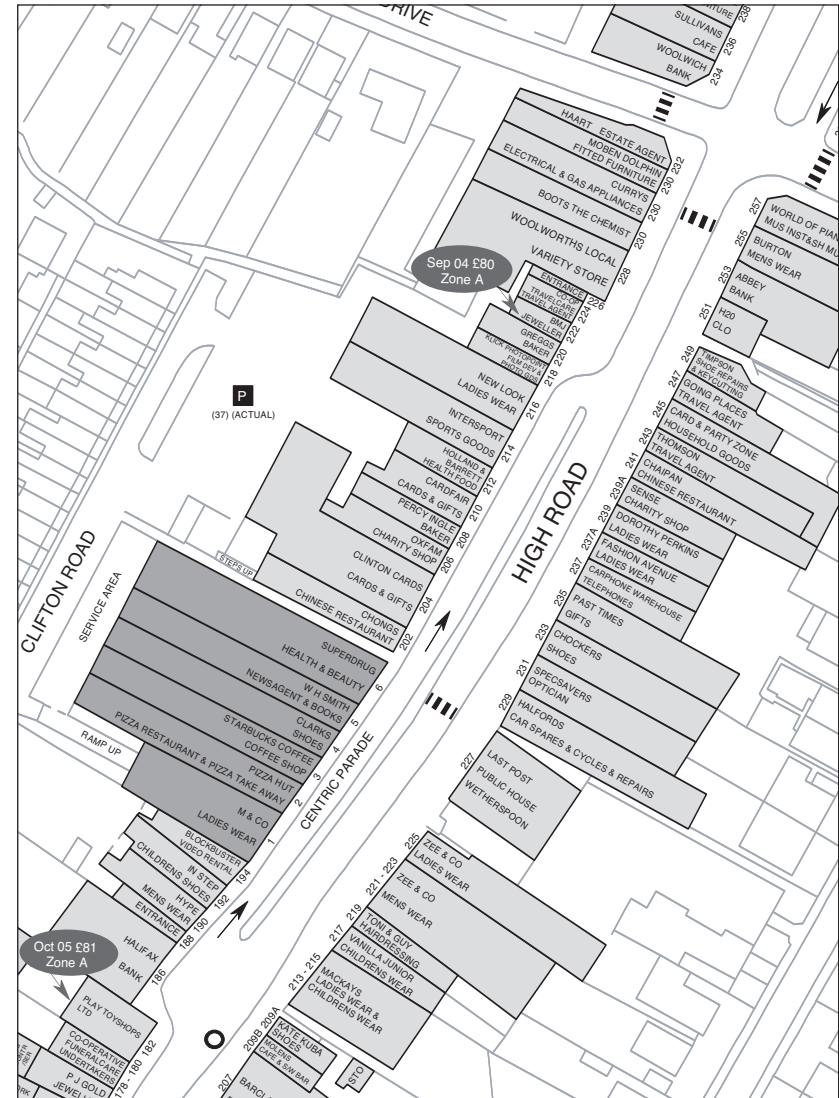 DRIVE
238
SULLIVANS
CAFE
236
WOOLWICH
BANK
234
HAART ESTATE AGENT
232
MOBEN DOLPHIN
FITTED FURNITURE
230
CURRYS
ELECTRICAL & GAS APPLIANCES
230
BOOTS THE CHEMIST
230
WOOLWORTHS LOCAL
VARIETY STORE
228
Sep 04 £80
Zone A
ENTRANCE
226
CO-OP
TRAVELCARE
TRAVEL AGENT
224
BMJ
JEWELLER
222
GREGGS
BAKER
220
KLICK PHOTOPOINT
FILM DEV &
PHOTO GDS
218
NEW LOOK
LADIES WEAR
216
INTERSPORT
SPORTS GOODS
214
HOLLAND &
BARRETT
HEALTH FOOD
212
CARDFAIR
CARDS & GIFTS
210
PERCY INGLE
BAKER
208
OXFAM
CHARITY SHOP
206
CLINTON CARDS
CARDS & GIFTS
204
CHONGS
CHINESE RESTAURANT
202
P
(37) (ACTUAL)
STEPS UP
CLIFTON ROAD
SERVICE AREA
RAMP UP
HIGH ROAD
SUPERDRUG
HEALTH & BEAUTY
6
W H SMITH
NEWSAGENT & BOOKS
5
CLARKS
SHOES
4
STARBUCKS COFFEE
COFFEE SHOP
3
PIZZA HUT
PIZZA RESTAURANT & PIZZA TAKE AWAY
2
M & CO
LADIES WEAR
1
CENTRIC PARADE
BLOCKBUSTER
VIDEO RENTAL
194
IN STEP
CHILDRENS SHOES
192
HYPE
MENS WEAR
190
ENTRANCE
188
HALIFAX
BANK
186
Oct 05 £81
Zone A
PLAY TOYSHOPS
LTD
182
CO-OPERATIVE
FUNERALCARE
UNDERTAKERS
178 - 180
P J GOLD
257
WORLD OF
255
BURTON
MENS WEAR
253
ABBEY
BANK
251
H20
CLO
249
TIMPSON
SHOE REPAIRS
& KEYCUTTING
247
GOING PLACES
TRAVEL AGENT
245
CARD & PARTY ZONE
HOUSEHOLD GOODS
243
THOMSON
TRAVEL AGENT
241
CHAIPAN
CHINESE RESTAURANT
239A
SENSE
CHARITY SHOP
239
DOROTHY PERKINS
LADIES WEAR
237A
FASHION AVENUE
LADIES WEAR
237
CARPHONE WAREHOUSE
TELEPHONES
235
PAST TIMES
GIFTS
233
CHOCKERS
SHOES
231
SPECSAVERS
OPTICIAN
229
HALFORDS
CAR SPARES & CYCLES & REPAIRS
227
LAST POST
PUBLIC HOUSE
WETHERSPOON
225
ZEE & CO
LADIES WEAR
221 - 223
ZEE & CO
MENS WEAR
219
TONI & GUY
HAIRDRESSING
217
VANILLA JUNIOR
CHILDRENS WEAR
213 - 215
MACKAYS
LADIES WEAR &
CHILDRENS WEAR
209A
KATE KUBA
SHOES
209B
MOLENS
CAFE & S/W BAR
STO
207